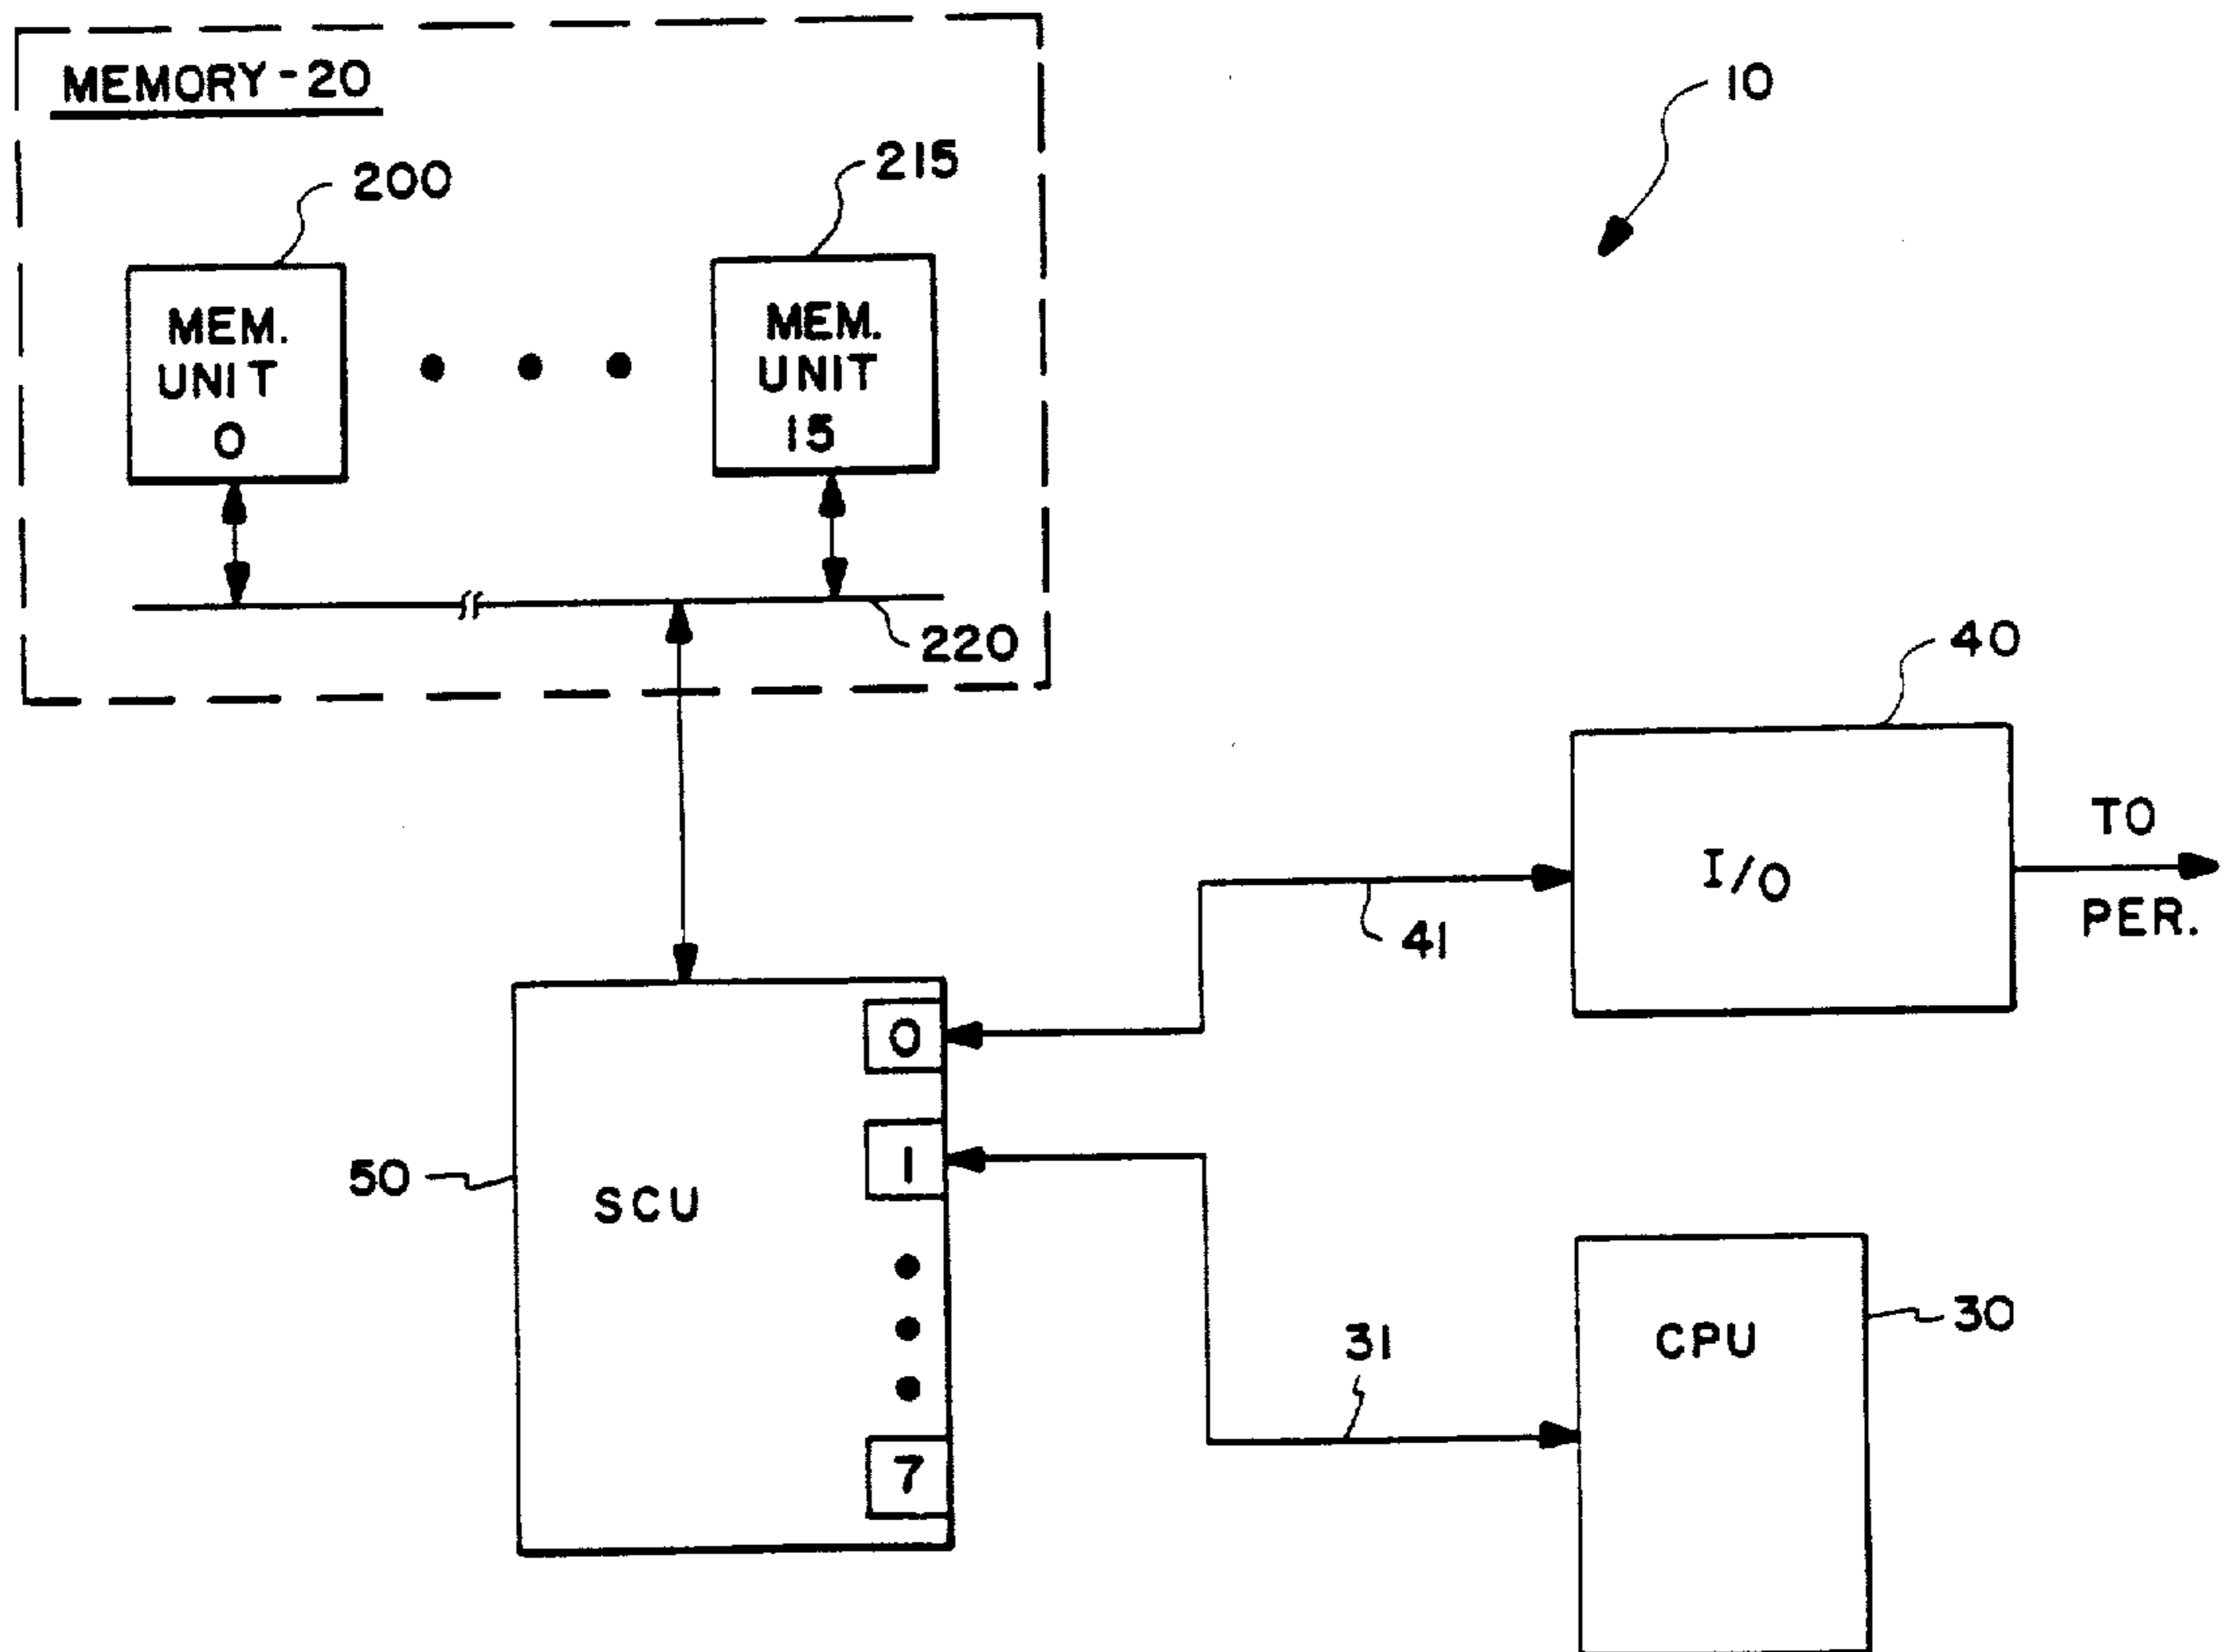 MEMORY-20
10
200
215
MEM.
UNIT
0
MEM.
UNIT
15
220
40
I/O
TO
PER.
41
0
1
7
50
SCU
31
CPU
30